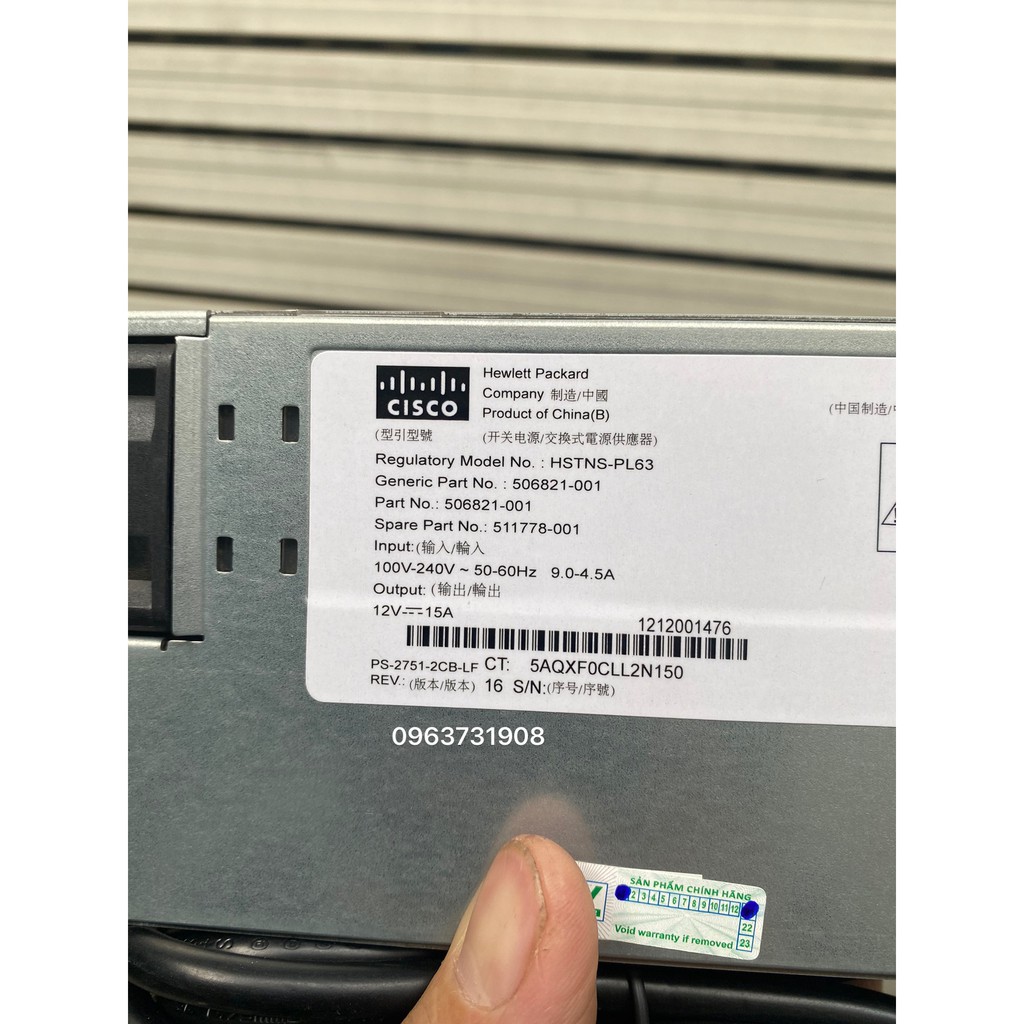 CISCO
Hewlett Packard
Company 制造/中國
Product of China(B)
(中国制造/
(型引型號 (开关电源/交換式電源供應器)
Regulatory Model No. : HSTNS-PL63
Generic Part No. : 506821-001
Part No.: 506821-001
Spare Part No.: 511778-001
Input:(输入/輪入
100V-240V ~ 50-60Hz 9.0-4.5A
Output: (输出/輪出
12V⎓15A
1212001476
PS-2751-2CB-LF CT: 5AQXF0CLL2N150
REV.: (版本/版本) 16 S/N:(序号/序號)
0963731908
SẢN PHẨM CHÍNH HÃNG
2 3 4 5 6 7 8 9 10 11 12
22
Void warranty if removed 23